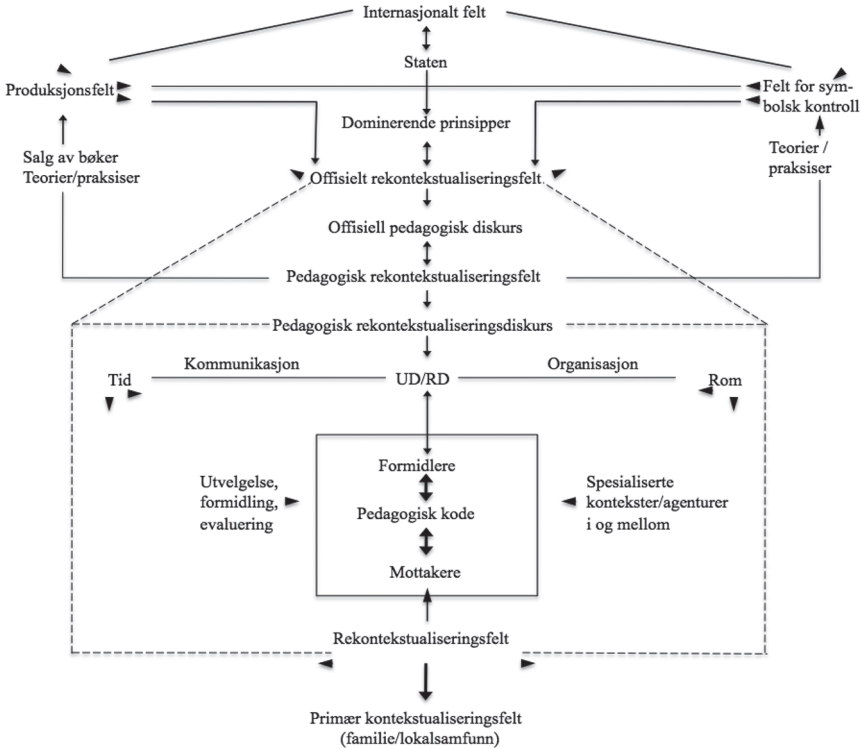 Internasjonalt felt
Staten
Produksjonsfelt
Felt for sym-
bolsk kontroll
Dominerende prinsipper
Salg av bøker
Teorier/praksiser
Teorier /
praksiser
Offisielt rekontekstualiseringsfelt
Offisiell pedagogisk diskurs
Pedagogisk rekontekstualiseringsfelt
Pedagogisk rekontekstualiseringsdiskurs
Kommunikasjon
Organisasjon
Tid
UD/RD
Rom
Formidlere
Utvelgelse,
formidling,
evaluering
Pedagogisk kode
Spesialiserte
kontekster/agenturer
i og mellom
Mottakere
Rekontekstualiseringsfelt
Primær kontekstualiseringsfelt
(familie/lokalsamfunn)